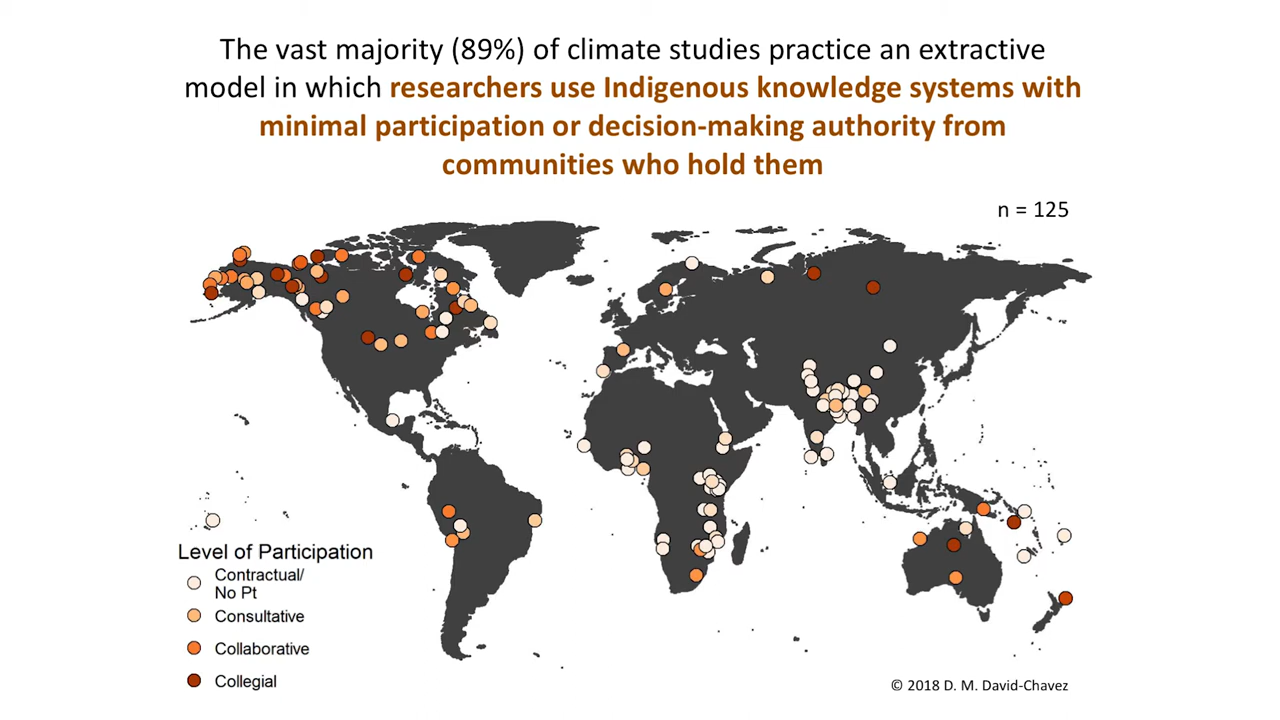 The vast majority (89%) of climate studies practice an extractive
model in which researchers use Indigenous knowledge systems with
minimal participation or decision-making authority from
communities who hold them
n = 125
Level of Participation
Contractual/
No Pt
Consultative
Collaborative
Collegial
© 2018 D. M. David-Chavez